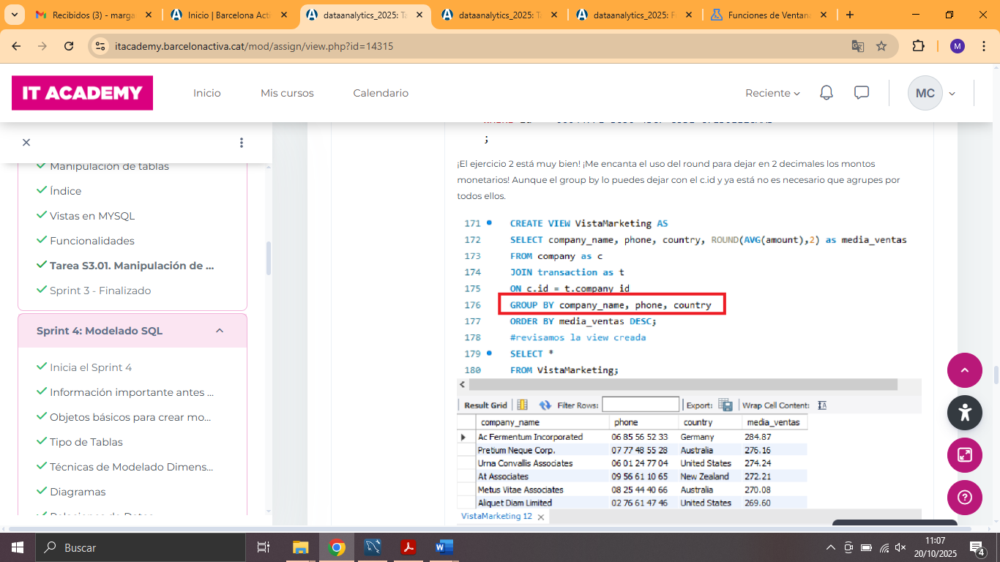 Recibidos (3) - marga
Inicio | Barcelona Acti
dataanalytics_2025: Ta
dataanalytics_2025: Ta
dataanalytics_2025: F
Funciones de Ventan
itacademy.barcelonactiva.cat/mod/assign/view.php?id=14315
M
IT ACADEMY
Inicio
Mis cursos
Calendario
Reciente
MC
Manipulación de tablas
Índice
Vistas en MYSQL
Funcionalidades
Tarea S3.01. Manipulación de ...
Sprint 3 - Finalizado
Sprint 4: Modelado SQL
Inicia el Sprint 4
Información importante antes ...
Objetos básicos para crear mo...
Tipo de Tablas
Técnicas de Modelado Dimens...
Diagramas
;
¡El ejercicio 2 está muy bien! ¡Me encanta el uso del round para dejar en 2 decimales los montos
monetarios! Aunque el group by lo puedes dejar con el c.id y ya está no es necesario que agrupes por
todos ellos.
171 CREATE VIEW VistaMarketing AS
172 SELECT company_name, phone, country, ROUND(AVG(amount),2) as media_ventas
173 FROM company as c
174 JOIN transaction as t
175 ON c.id = t.company_id
176 GROUP BY company_name, phone, country
177 ORDER BY media_ventas DESC;
178 #revisamos la view creada
179 SELECT *
180 FROM VistaMarketing;
Result Grid Filter Rows: Export: Wrap Cell Content:
company_name phone country media_ventas
Ac Fermentum Incorporated 06 85 56 52 33 Germany 284.87
Pretium Neque Corp. 07 77 48 55 28 Australia 276.16
Urna Convallis Associates 06 01 24 77 04 United States 274.24
At Associates 09 56 61 10 65 New Zealand 272.21
Metus Vitae Associates 08 25 44 40 66 Australia 270.08
Aliquet Diam Limited 02 76 61 47 46 United States 269.60
VistaMarketing 12
Buscar
11:07
20/10/2025
4